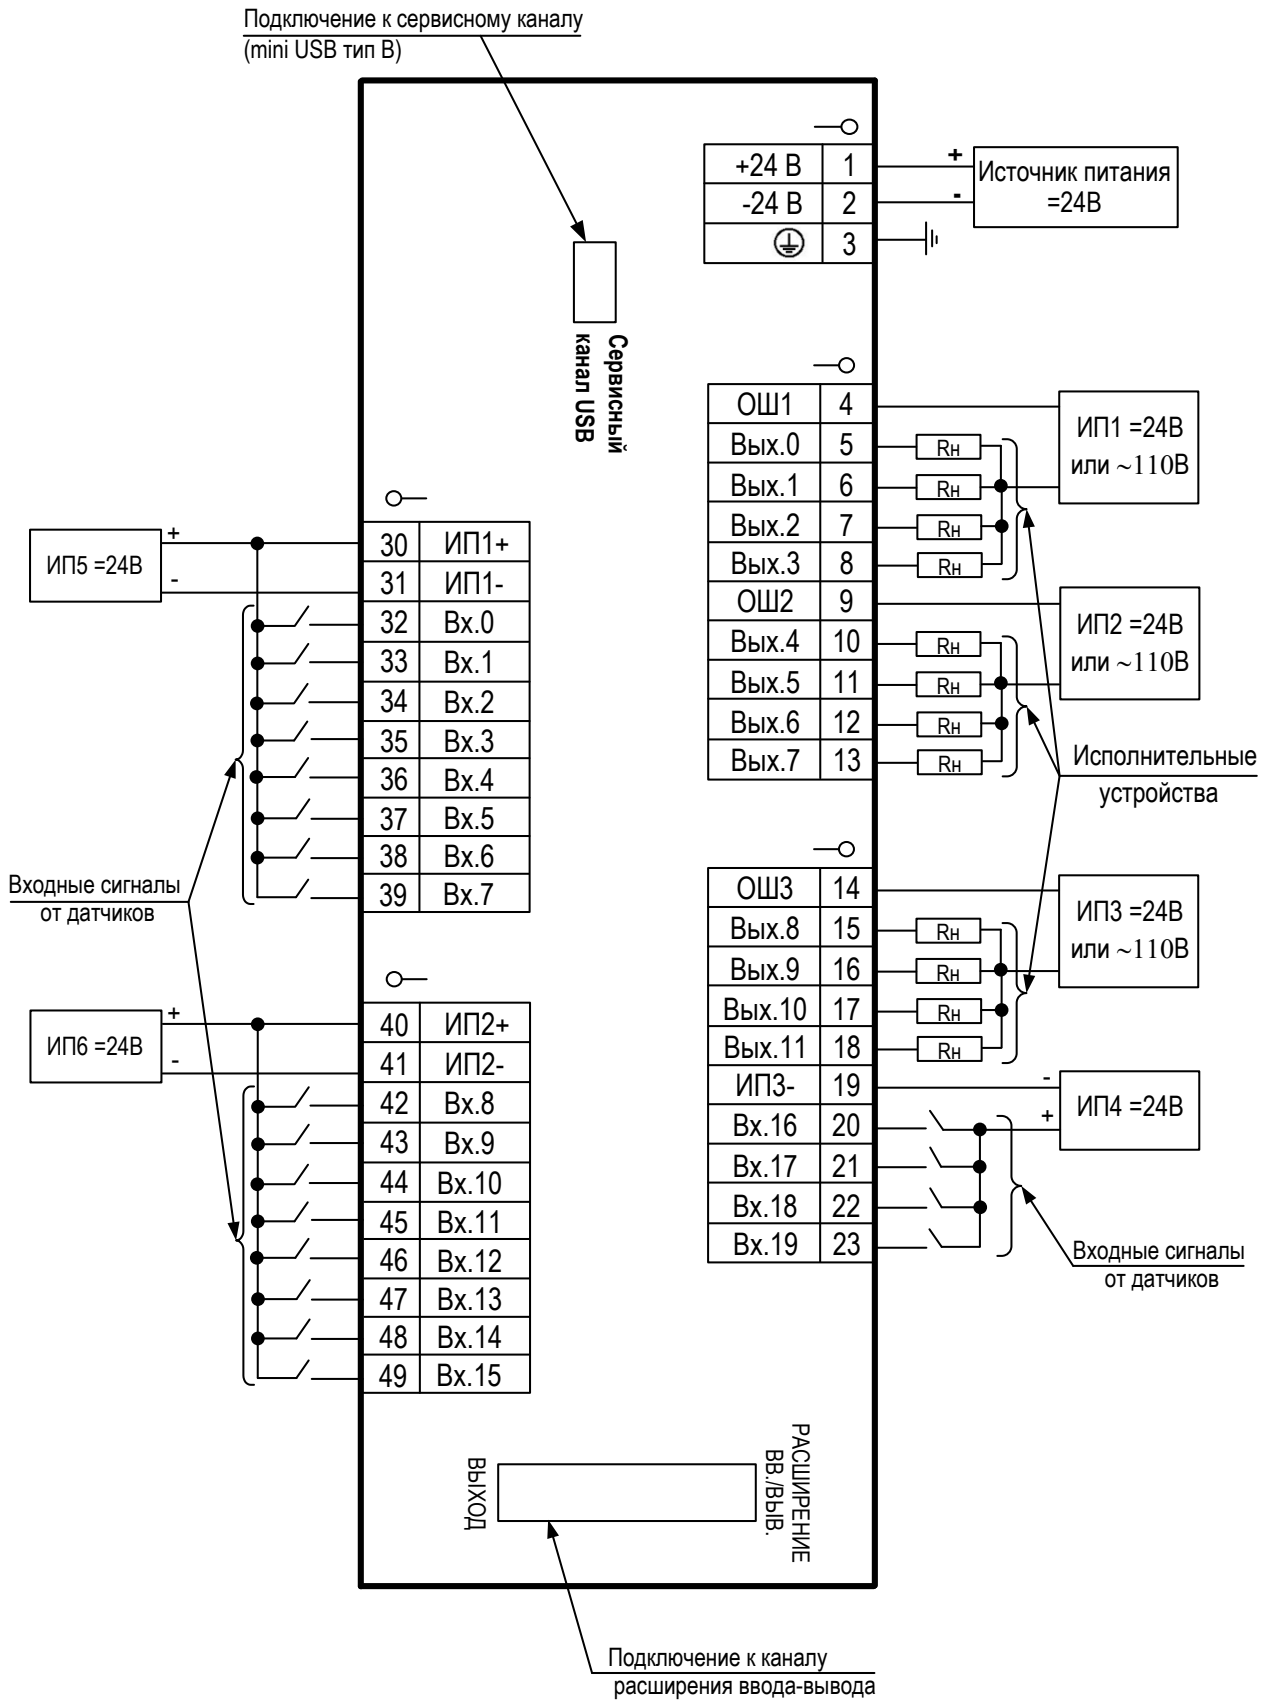 Подключение к сервисному каналу
(mini USB тип B)
+24 В 1
-24 В 2
3
+
-
Источник питания
=24В
Сервисный
канал USB
ОШ1 4
Вых.0 5
Вых.1 6
Вых.2 7
Вых.3 8
ОШ2 9
Вых.4 10
Вых.5 11
Вых.6 12
Вых.7 13
Rн
Rн
Rн
Rн
Rн
Rн
Rн
Rн
ИП1 =24В
или ~110В
ИП2 =24В
или ~110В
Исполнительные
устройства
ИП5 =24В
+
-
30 ИП1+
31 ИП1-
32 Вх.0
33 Вх.1
34 Вх.2
35 Вх.3
36 Вх.4
37 Вх.5
38 Вх.6
39 Вх.7
Входные сигналы
от датчиков
ИП6 =24В
+
-
40 ИП2+
41 ИП2-
42 Вх.8
43 Вх.9
44 Вх.10
45 Вх.11
46 Вх.12
47 Вх.13
48 Вх.14
49 Вх.15
ОШ3 14
Вых.8 15
Вых.9 16
Вых.10 17
Вых.11 18
ИП3- 19
Вх.16 20
Вх.17 21
Вх.18 22
Вх.19 23
Rн
Rн
Rн
Rн
ИП3 =24В
или ~110В
-
+
ИП4 =24В
Входные сигналы
от датчиков
ВЫХОД
РАСШИРЕНИЕ
ВВ./ВЫВ.
Подключение к каналу
расширения ввода-вывода